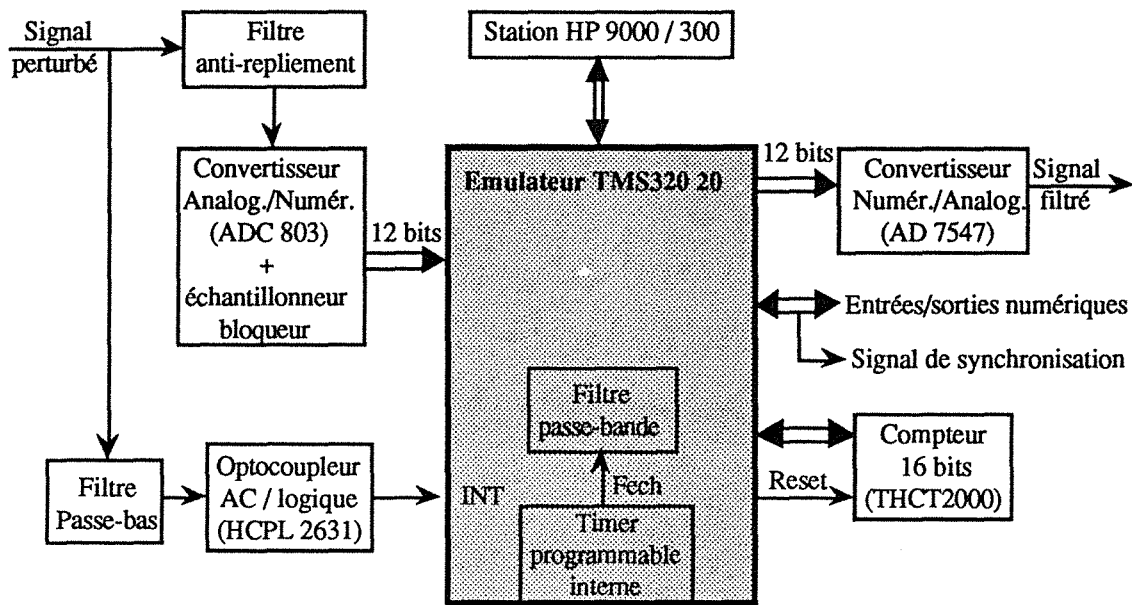 Signal
perturbé
Filtre
anti-repliement
Station HP 9000 / 300
Convertisseur
Analog./Numér.
(ADC 803)
+
échantillonneur
bloqueur
12 bits
Emulateur TMS320 20
12 bits
Convertisseur
Numér./Analog.
(AD 7547)
Signal
filtré
Entrées/sorties numériques
Signal de synchronisation
Filtre
passe-bande
Fech
Timer
programmable
interne
INT
Filtre
Passe-bas
Optocoupleur
AC / logique
(HCPL 2631)
Reset
Compteur
16 bits
(THCT2000)